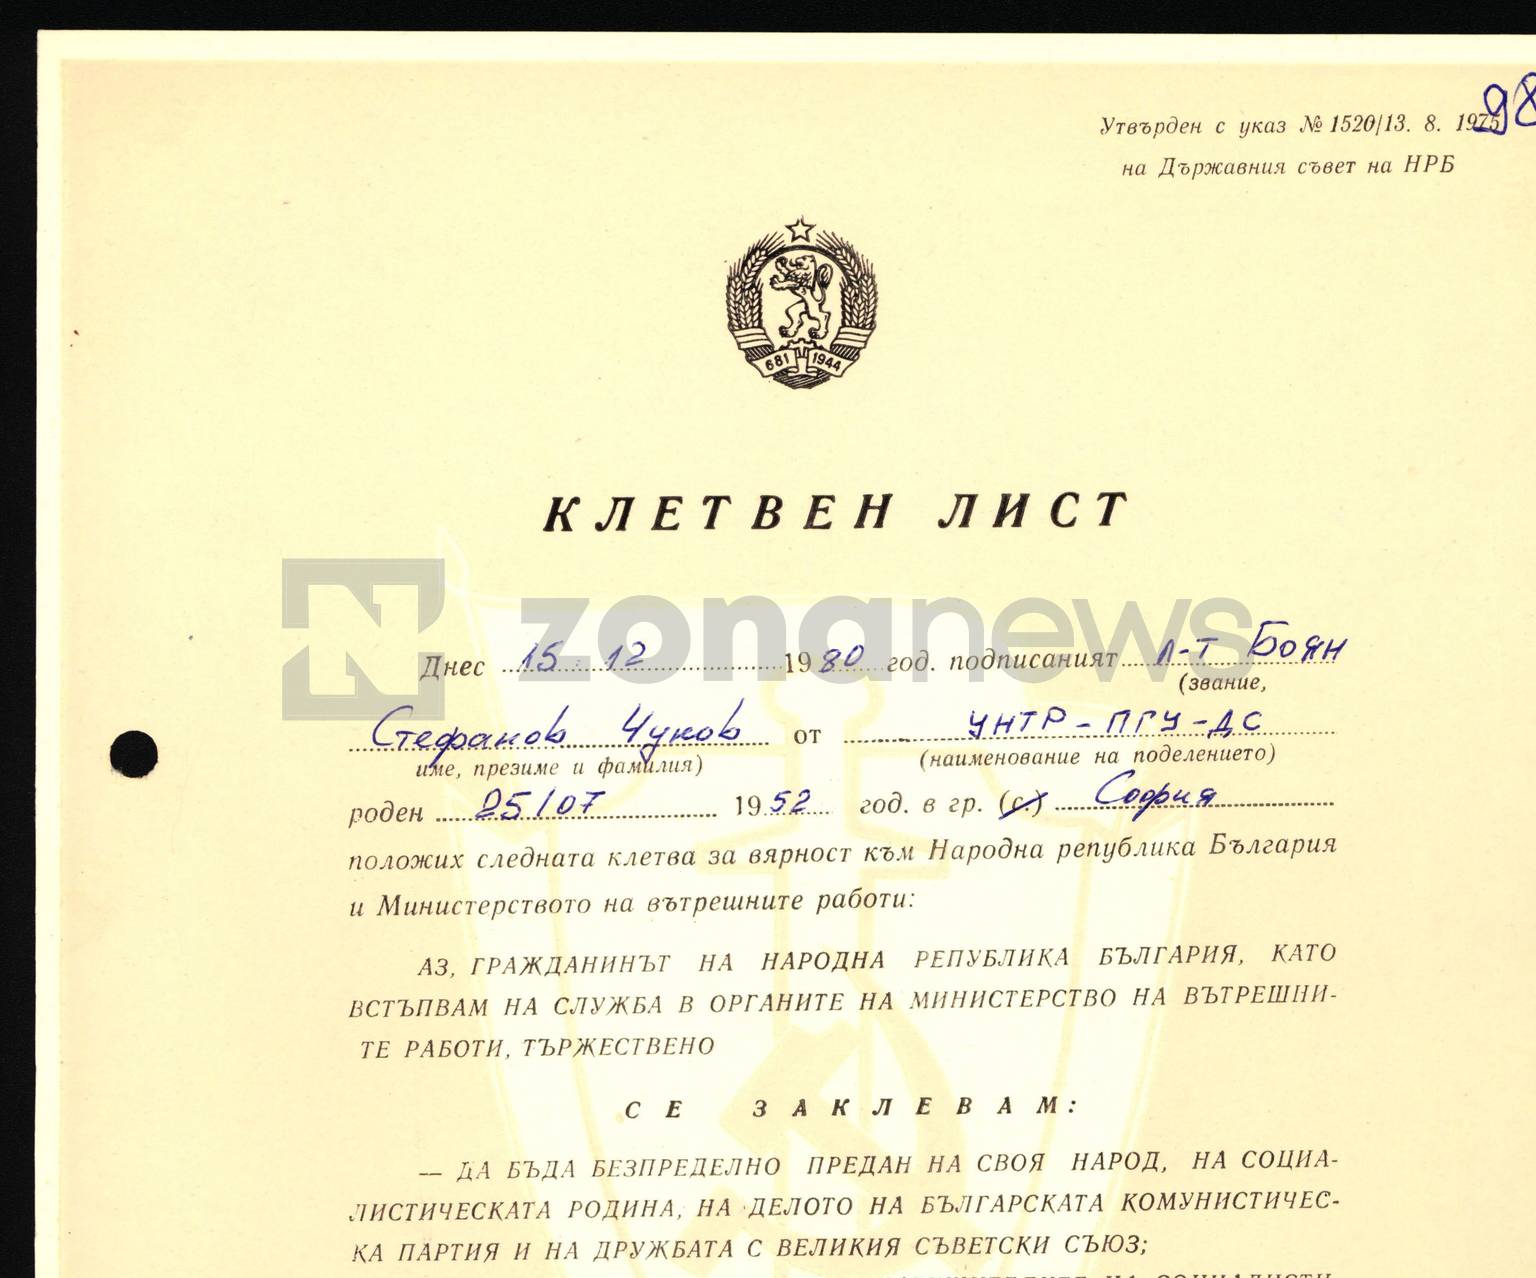 98
Утвърден с указ № 1520/13. 8. 1975
на Държавния съвет на НРБ
681 1944
КЛЕТВЕН ЛИСТ
zonanews
Днес 15. 12 1980 год. подписаният л-т Боян
(звание,
Стефанов Чуков от УНТР-ПГУ-ДС
име, презиме и фамилия) (наименование на поделението)
роден 25/07 1952 год. в гр. (с.) София
положих следната клетва за вярност към Народна република България
и Министерството на вътрешните работи:
АЗ, ГРАЖДАНИНЪТ НА НАРОДНА РЕПУБЛИКА БЪЛГАРИЯ, КАТО
ВСТЪПВАМ НА СЛУЖБА В ОРГАНИТЕ НА МИНИСТЕРСТВО НА ВЪТРЕШНИ-
ТЕ РАБОТИ, ТЪРЖЕСТВЕНО
СЕ ЗАКЛЕВАМ:
— ДА БЪДА БЕЗПРЕДЕЛНО ПРЕДАН НА СВОЯ НАРОД, НА СОЦИА-
ЛИСТИЧЕСКАТА РОДИНА, НА ДЕЛОТО НА БЪЛГАРСКАТА КОМУНИСТИЧЕС-
КА ПАРТИЯ И НА ДРУЖБАТА С ВЕЛИКИЯ СЪВЕТСКИ СЪЮЗ;